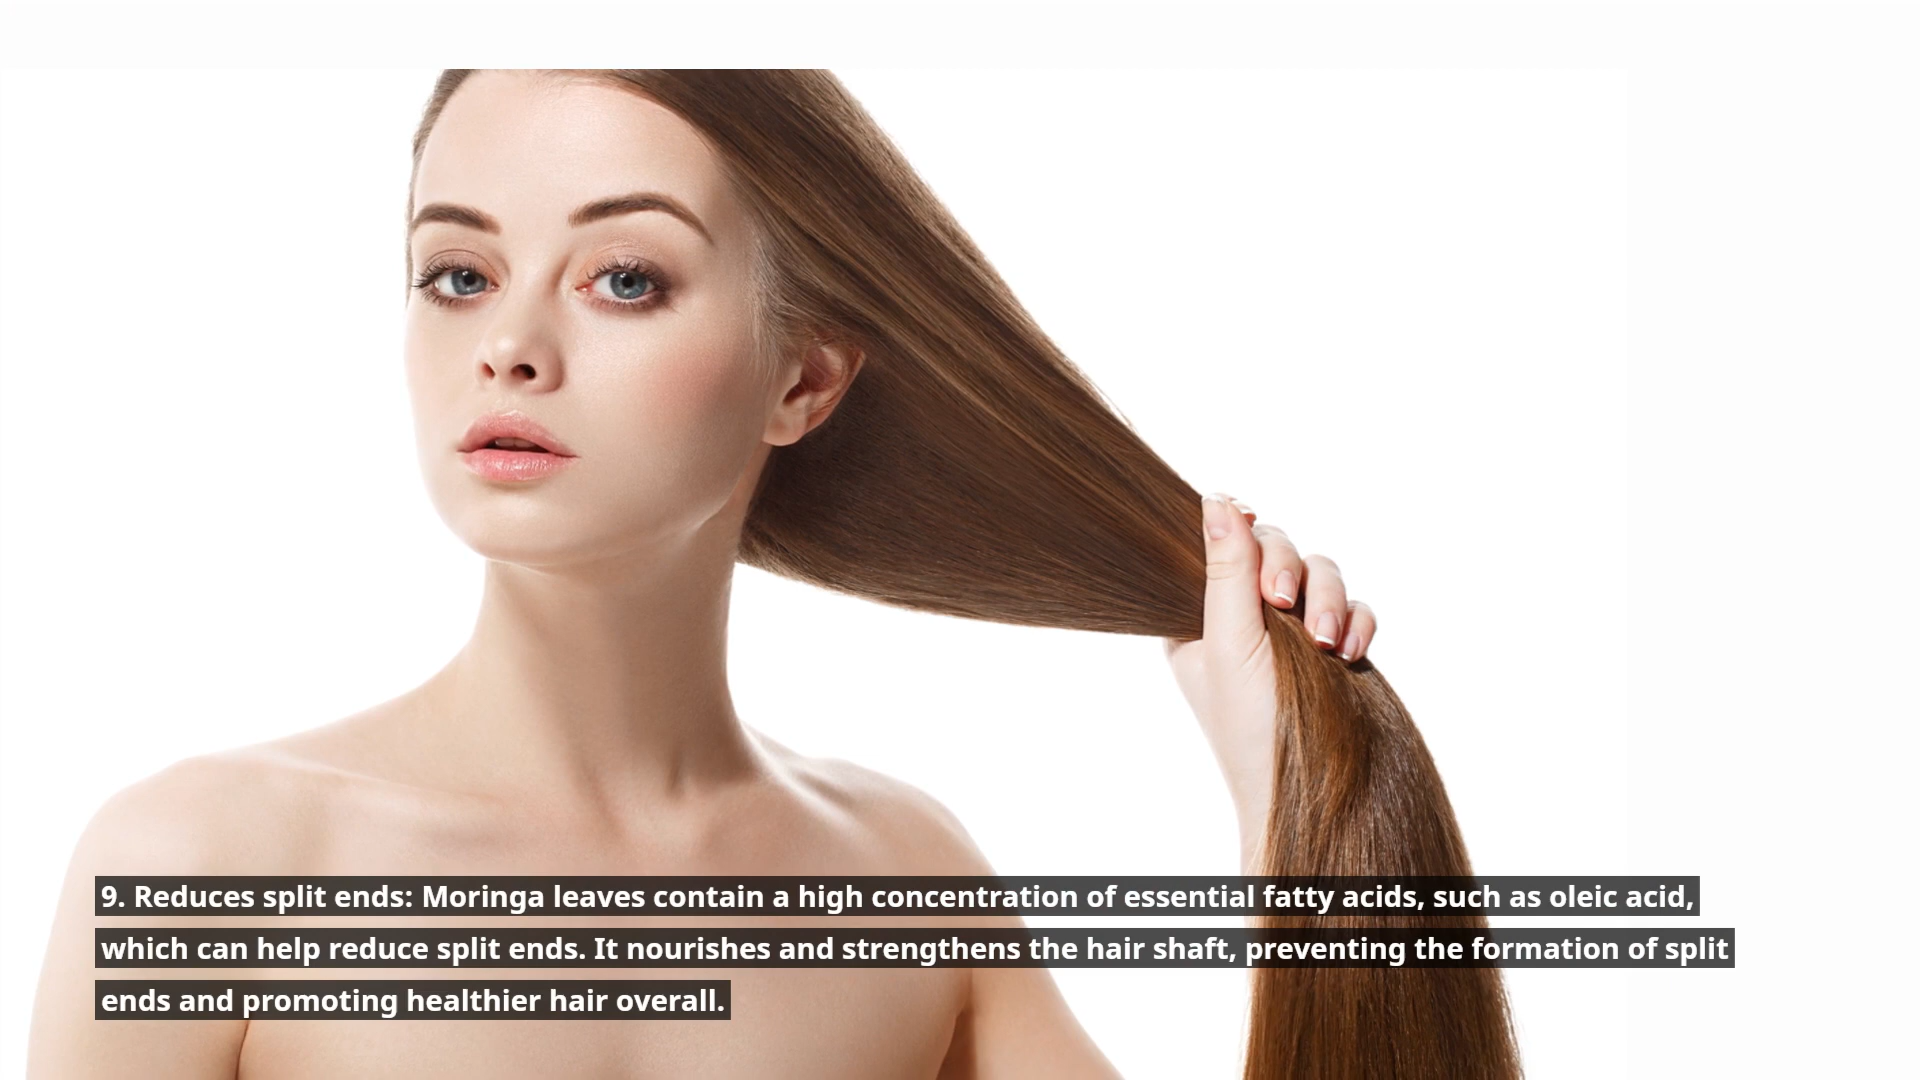 9. Reduces split ends: Moringa leaves contain a high concentration of essential fatty acids, such as oleic acid,
which can help reduce split ends. It nourishes and strengthens the hair shaft, preventing the formation of split
ends and promoting healthier hair overall.